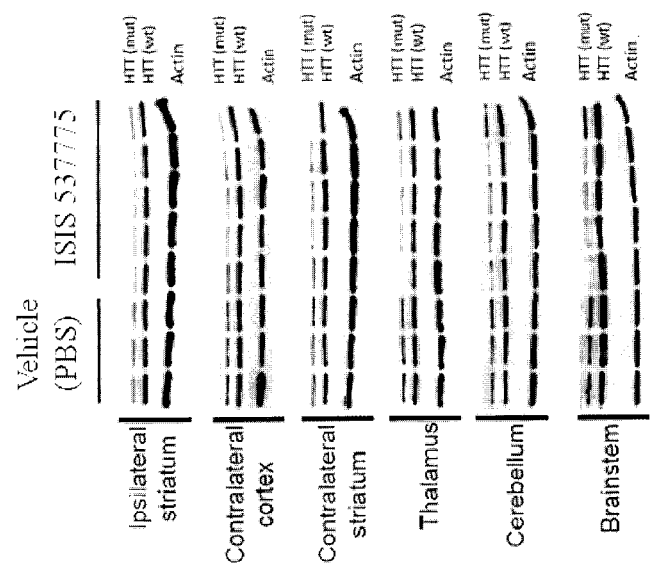 Vehicle
(PBS)
ISIS 537775
Ipsilateral
striatum
HTT (mut)
HTT (wt)
Actin
Contralateral
cortex
HTT (mut)
HTT (wt)
Actin
Contralateral
striatum
HTT (mut)
HTT (wt)
Actin
Thalamus
HTT (mut)
HTT (wt)
Actin
Cerebellum
HTT (mut)
HTT (wt)
Actin
Brainstem
HTT (mut)
HTT (wt)
Actin